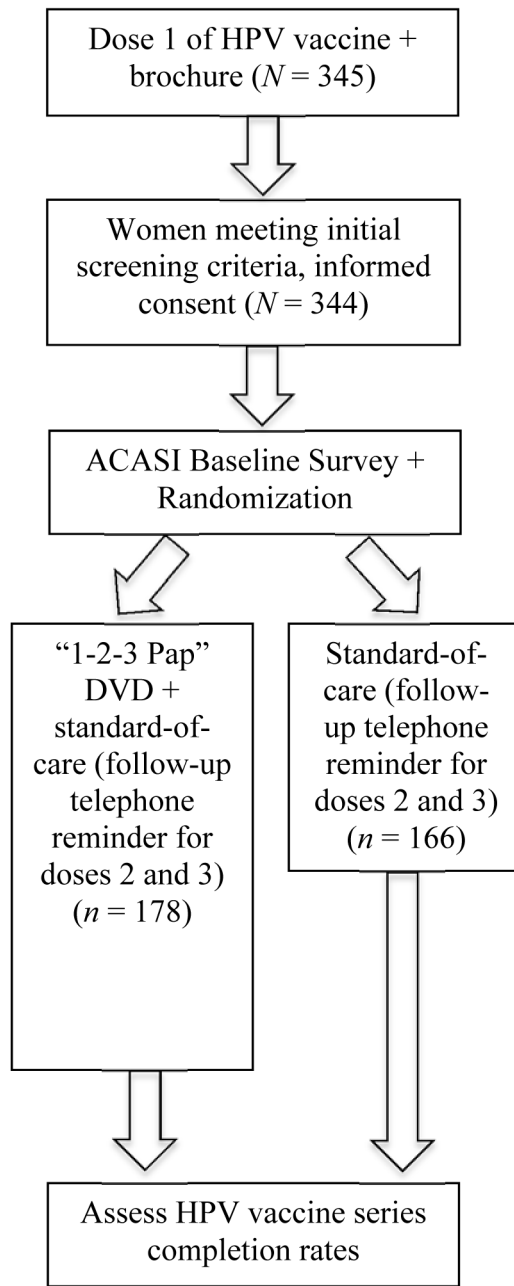 Dose 1 of HPV vaccine +
brochure (N = 345)
Women meeting initial
screening criteria, informed
consent (N = 344)
ACASI Baseline Survey +
Randomization
“1-2-3 Pap”
DVD +
standard-of-
care (follow-up
telephone
reminder for
doses 2 and 3)
(n = 178)
Standard-of-
care (follow-
up telephone
reminder for
doses 2 and 3)
(n = 166)
Assess HPV vaccine series
completion rates